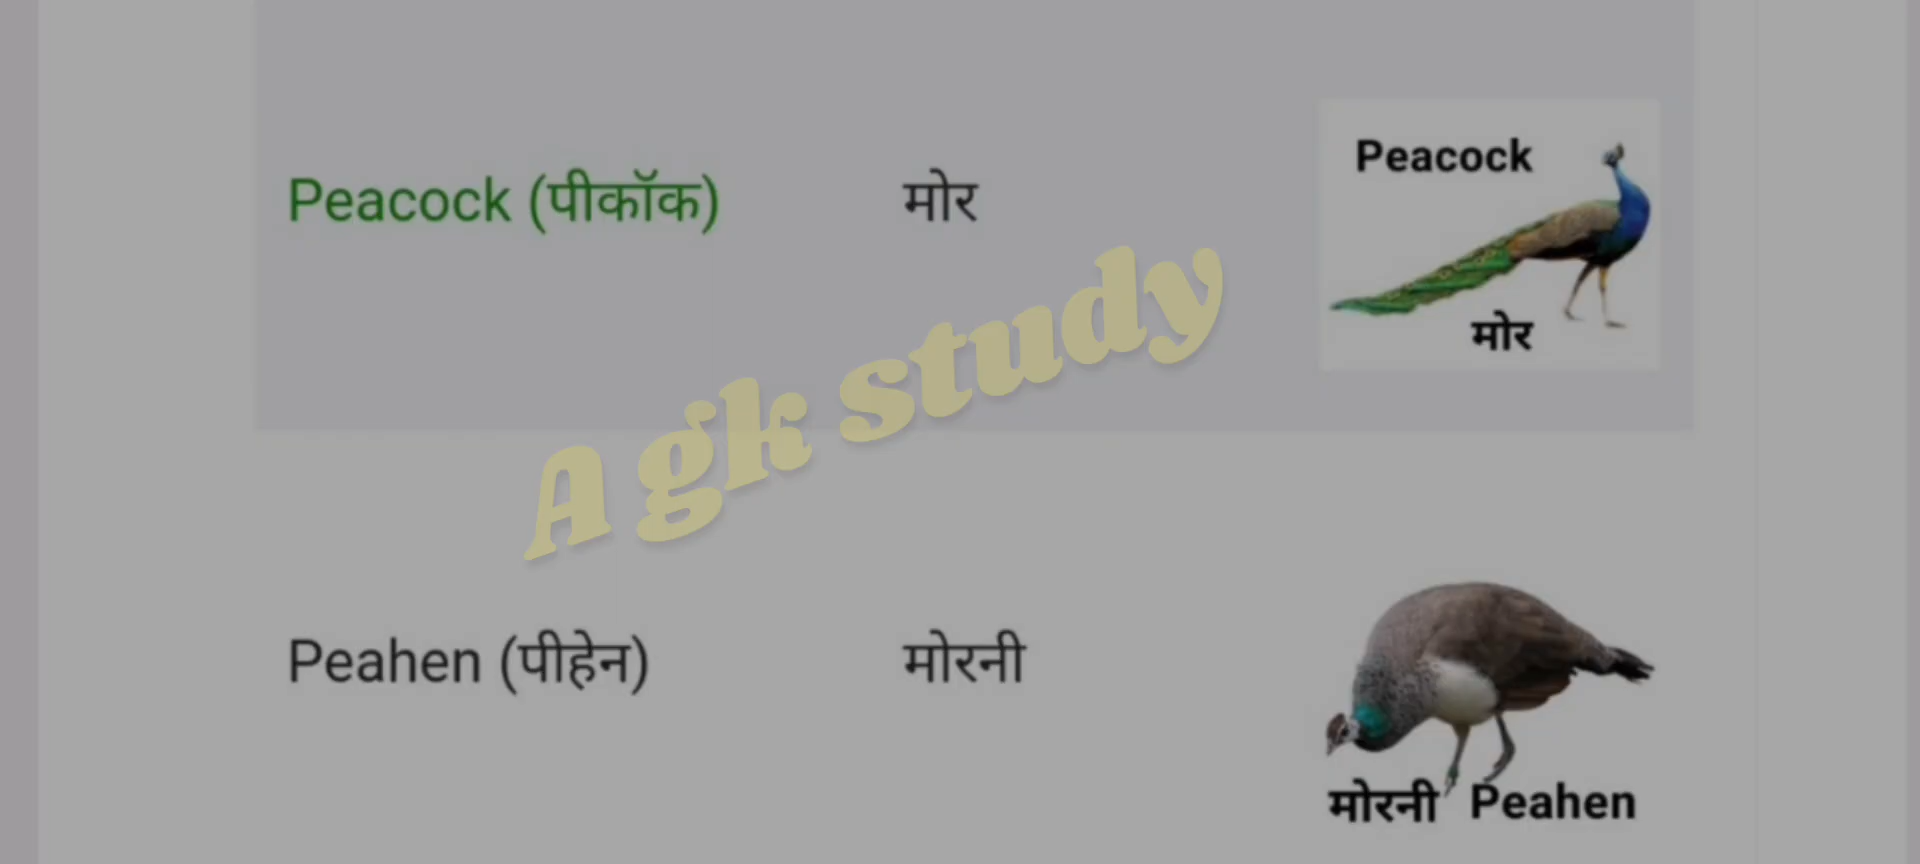 Peacock (पीकॉक)
मोर
Peacock
मोर
A gk study
Peahen (पीहेन)
मोरनी
मोरनी Peahen